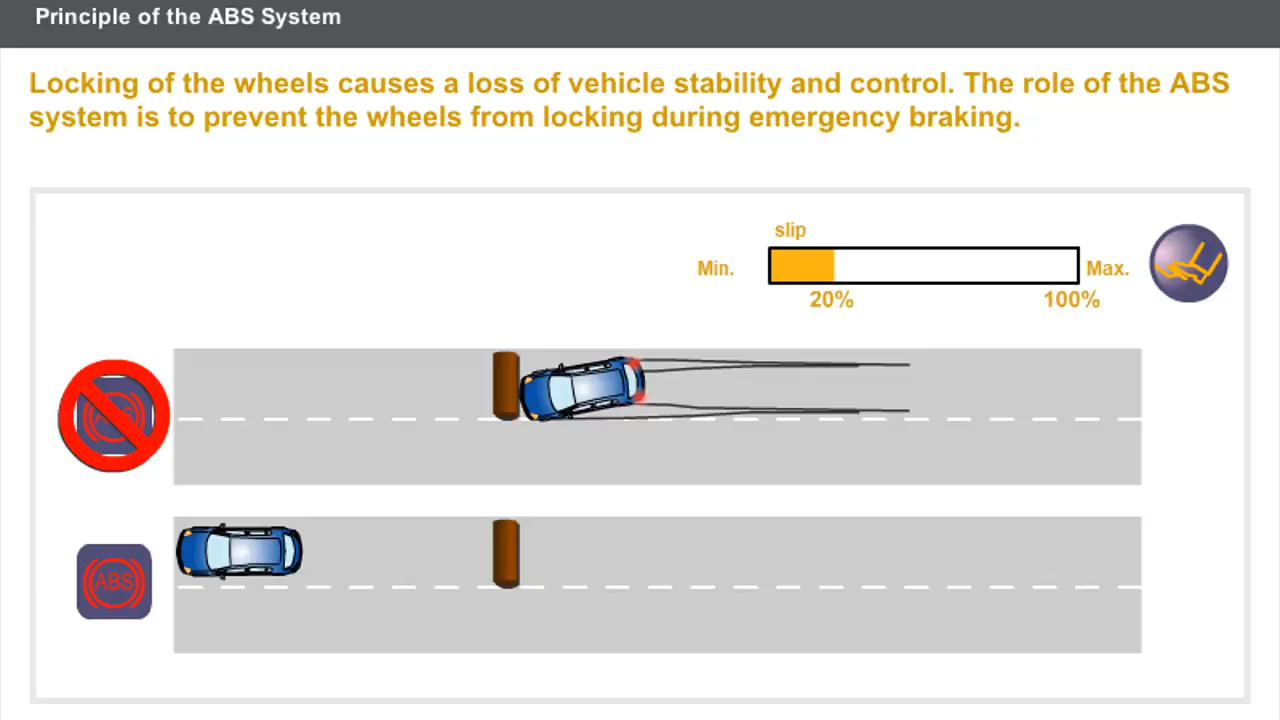 Principle of the ABS System
Locking of the wheels causes a loss of vehicle stability and control. The role of the ABS
system is to prevent the wheels from locking during emergency braking.
slip
Min.
Max.
20%
100%
ABS